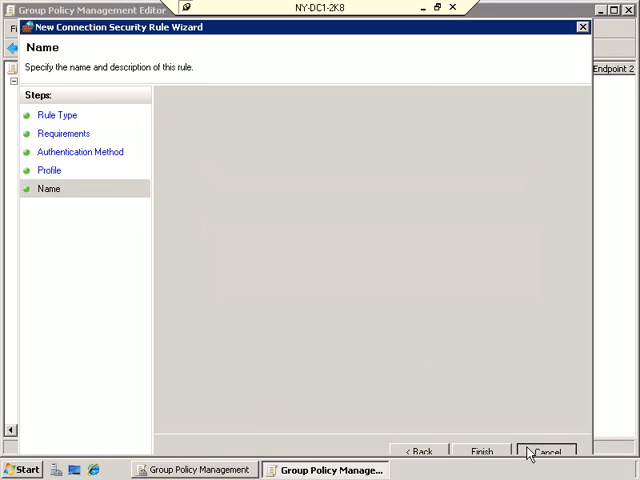 Group Policy Management Editor
NY-DC1-2K8
New Connection Security Rule Wizard
Fi
Name
Specify the name and description of this rule.
Endpoint 2
Steps:
Rule Type
Requirements
Authentication Method
Profile
Name
< Back
Finish
Cancel
Start
Group Policy Management
Group Policy Manage...